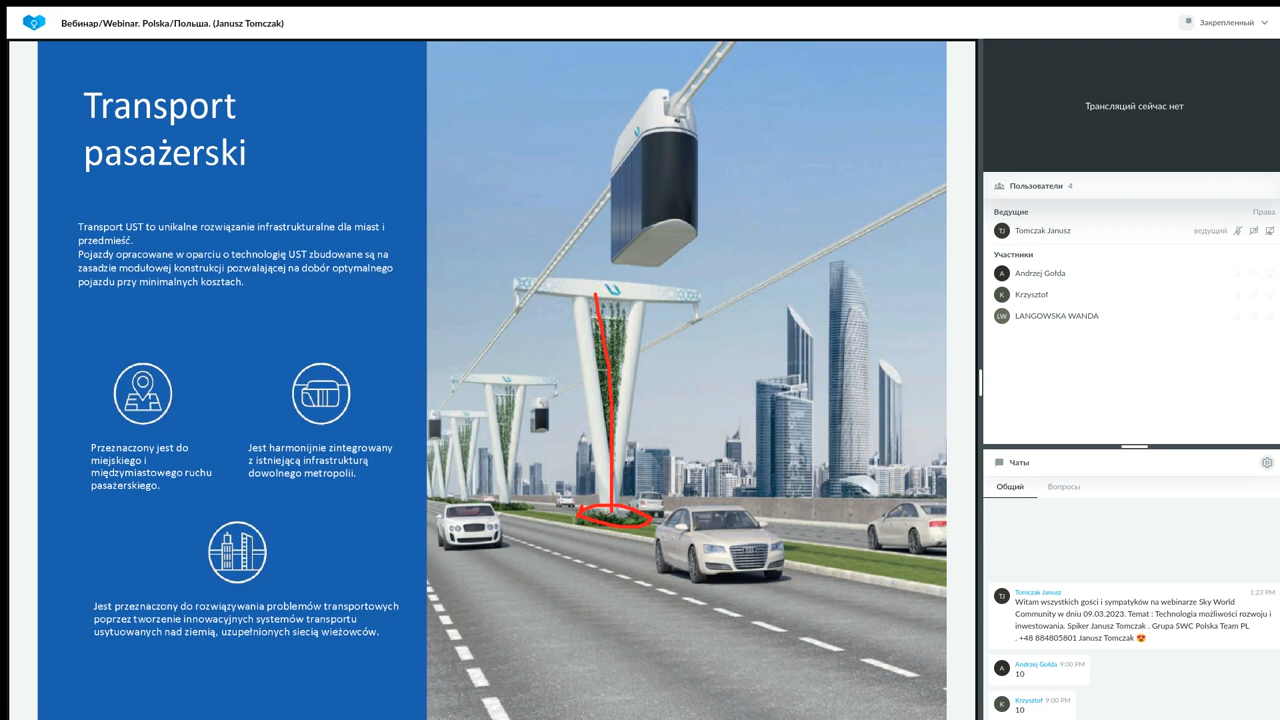 Вебинар/Webinar. Polska/Польша. (Janusz Tomczak)
Закрепленный
Transport
pasażerski
Transport UST to unikalne rozwiązanie infrastrukturalne dla miast i
przedmieść.
Pojazdy opracowane w oparciu o technologię UST zbudowane są na
zasadzie modułowej konstrukcji pozwalającej na dobór optymalnego
pojazdu przy minimalnych kosztach.
Przeznaczony jest do
miejskiego i
międzymiastowego ruchu
pasażerskiego.
Jest harmonijnie zintegrowany
z istniejącą infrastrukturą
dowolnego metropolii.
Jest przeznaczony do rozwiązywania problemów transportowych
poprzez tworzenie innowacyjnych systemów transportu
usytuowanych nad ziemią, uzupełnionych siecią wieżowców.
Трансляций сейчас нет
Пользователи 4
Ведущие Права
TJ Tomczak Janusz ведущий
Участники
A Andrzej Gołda
K Krzysztof
LW LANGOWSKA WANDA
Чаты
Общий Вопросы
TJ Tomczak Janusz 1:23 PM
Witam wszystkich gości i sympatyków na webinarze Sky World
Community w dniu 09.03.2023. Temat : Technologia możliwości rozwoju i
inwestowania. Spiker Janusz Tomczak . Grupa SWC Polska Team PL
. +48 884805801 Janusz Tomczak 😍
A Andrzej Gołda 9:00 PM
10
K Krzysztof 9:00 PM
10